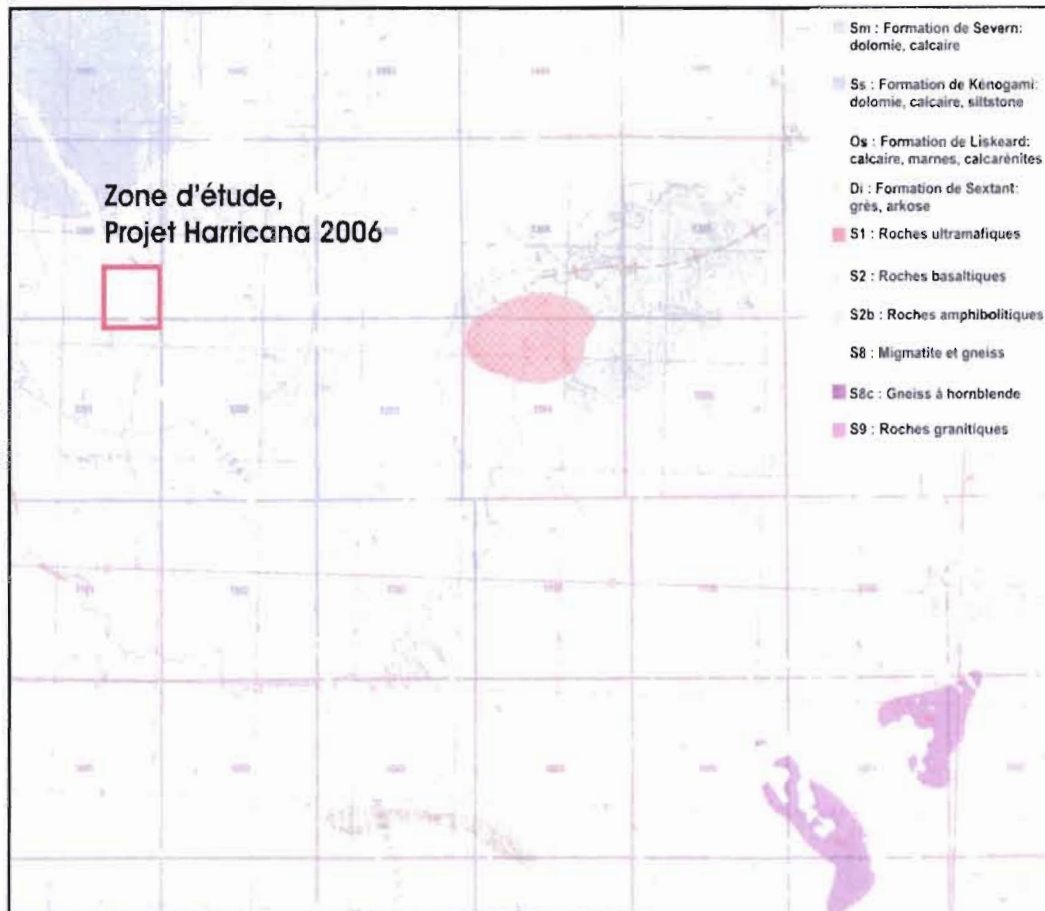 Zone d'étude,
Projet Harricana 2006
Sm : Formation de Severn:
dolomie, calcaire
Ss : Formation de Kénogami:
dolomie, calcaire, siltstone
Os : Formation de Liskeard:
calcaire, marnes, calcarénites
Di : Formation de Sextant:
grès, arkose
S1 : Roches ultramafiques
S2 : Roches basaltiques
S2b : Roches amphibolitiques
S8 : Migmatite et gneiss
S8c : Gneiss à hornblende
S9 : Roches granitiques